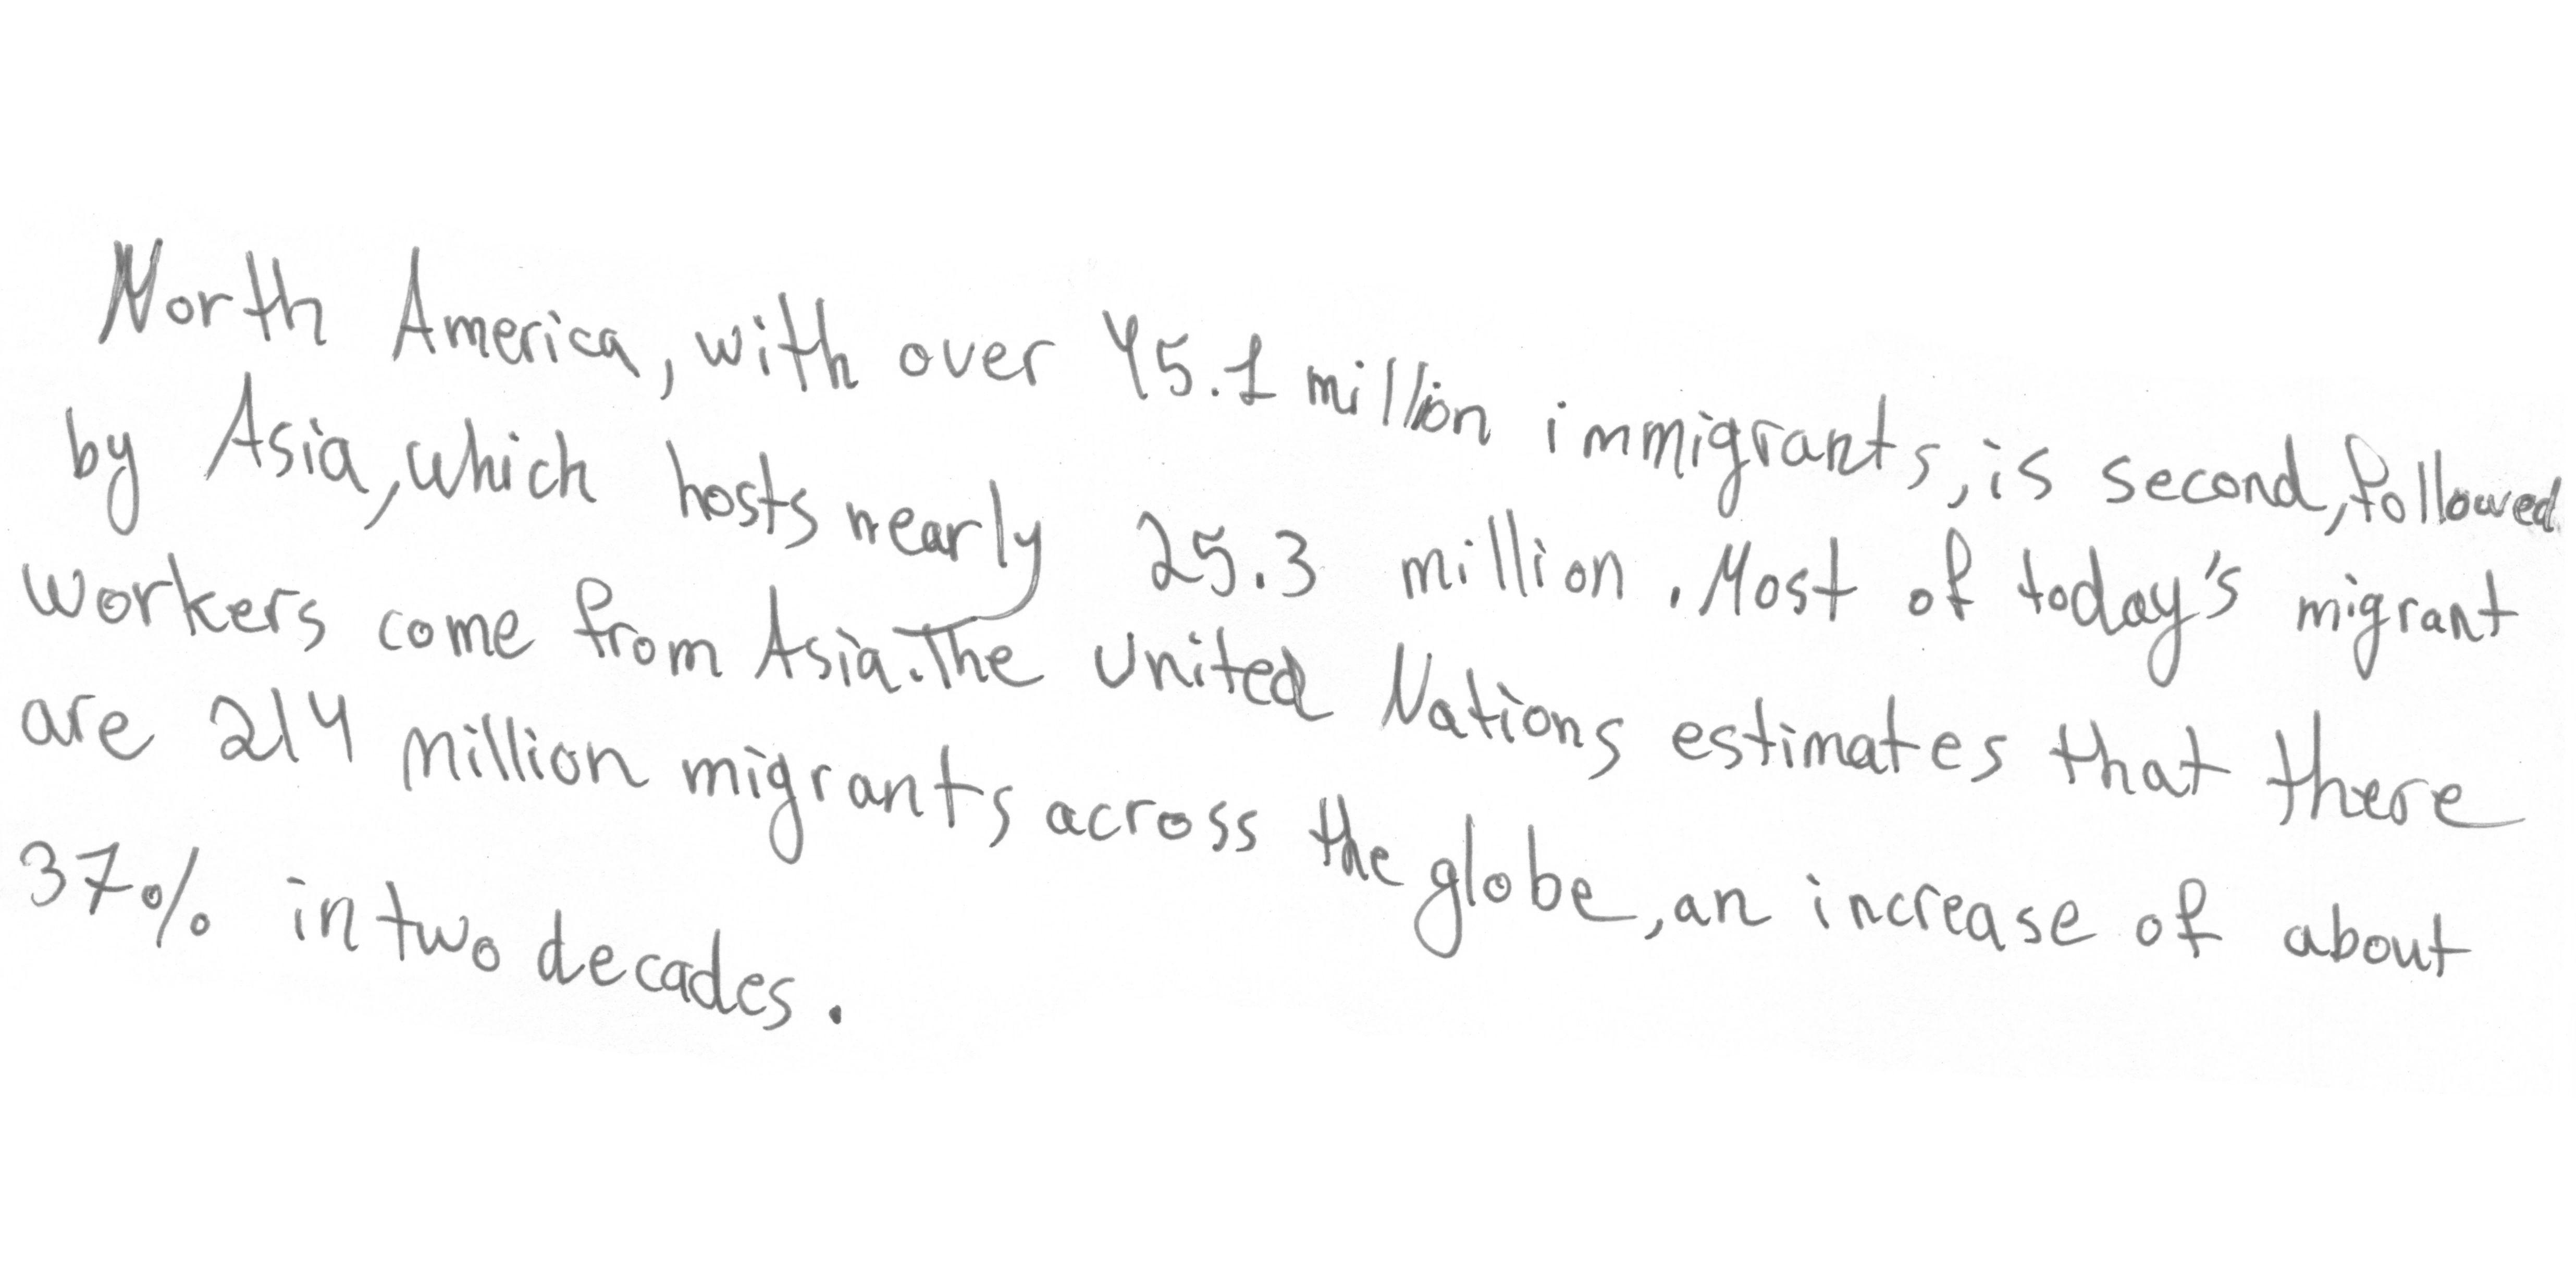 North America, with over 45.1 million immigrants, is second, followed
by Asia, which hosts nearly 25.3 million. Most of today's migrant
workers come from Asia. The United Nations estimates that there
are 214 million migrants across the globe, an increase of about
37% in two decades.